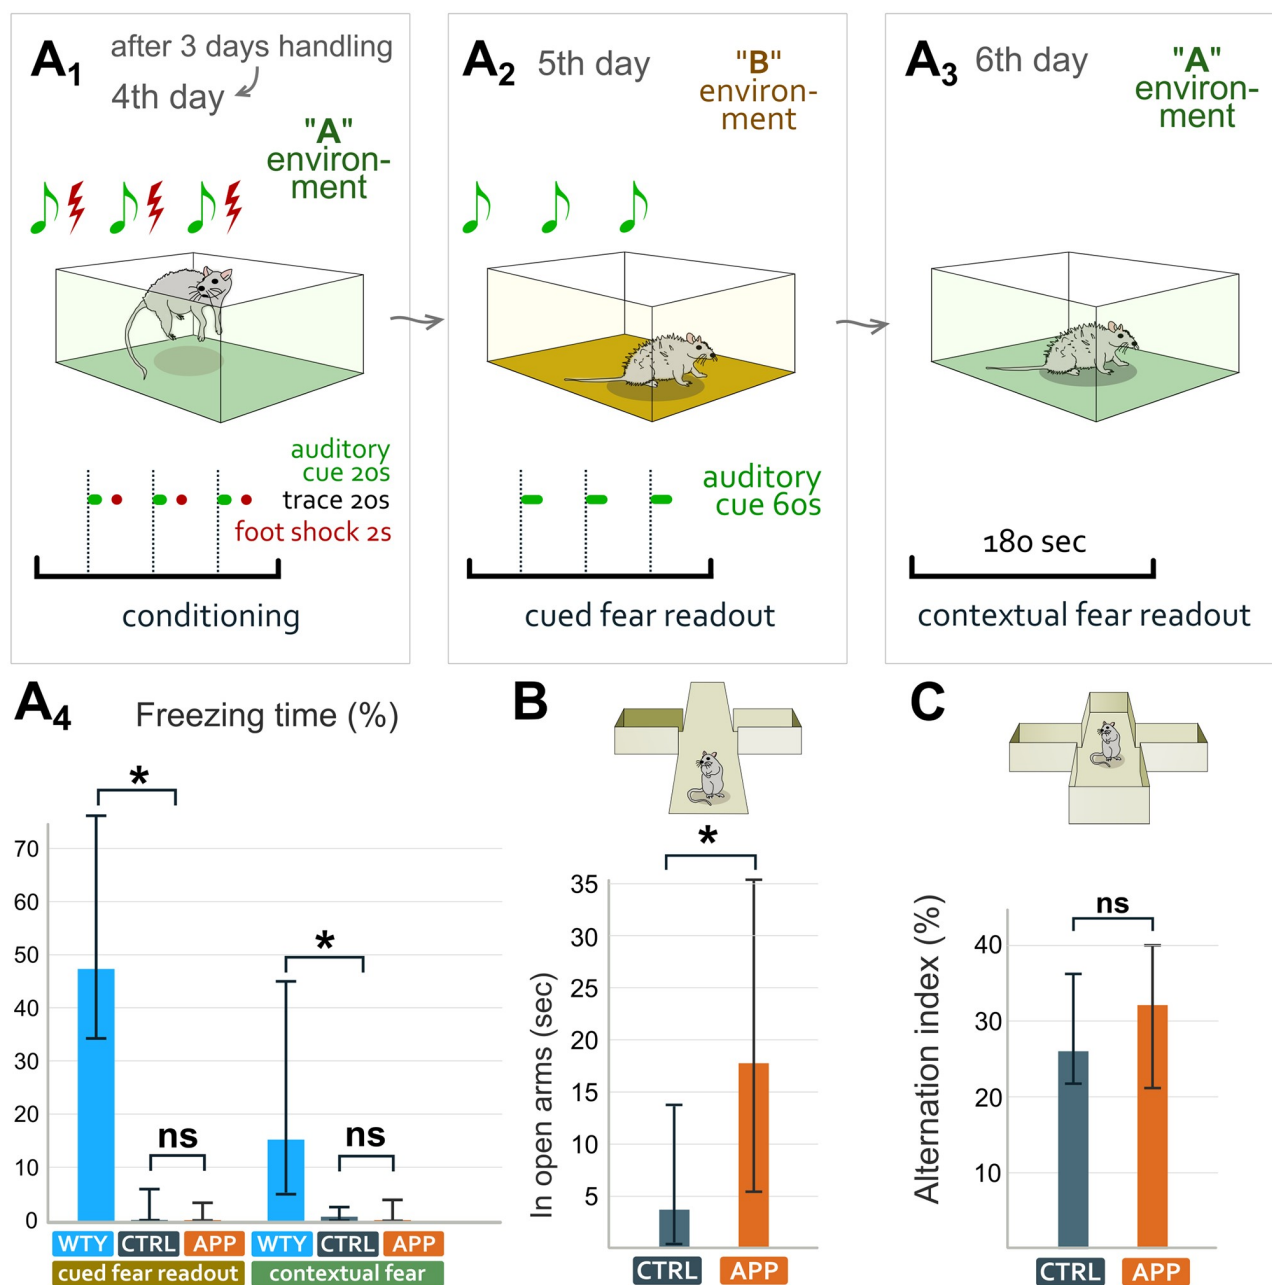 A1
after 3 days handling
4th day
"A"
environ-
ment
auditory
cue 20s
trace 20s
foot shock 2s
conditioning
A2
5th day
"B"
environ-
ment
auditory
cue 60s
cued fear readout
A3
6th day
"A"
environ-
ment
180 sec
contextual fear readout
A4
Freezing time (%)
*
*
70
60
50
40
30
20
10
0
ns
ns
WTY CTRL APP WTY CTRL APP
cued fear readout contextual fear
B
*
In open arms (sec)
35
30
25
20
15
10
5
CTRL APP
C
ns
Alternation index (%)
40
30
20
10
CTRL APP